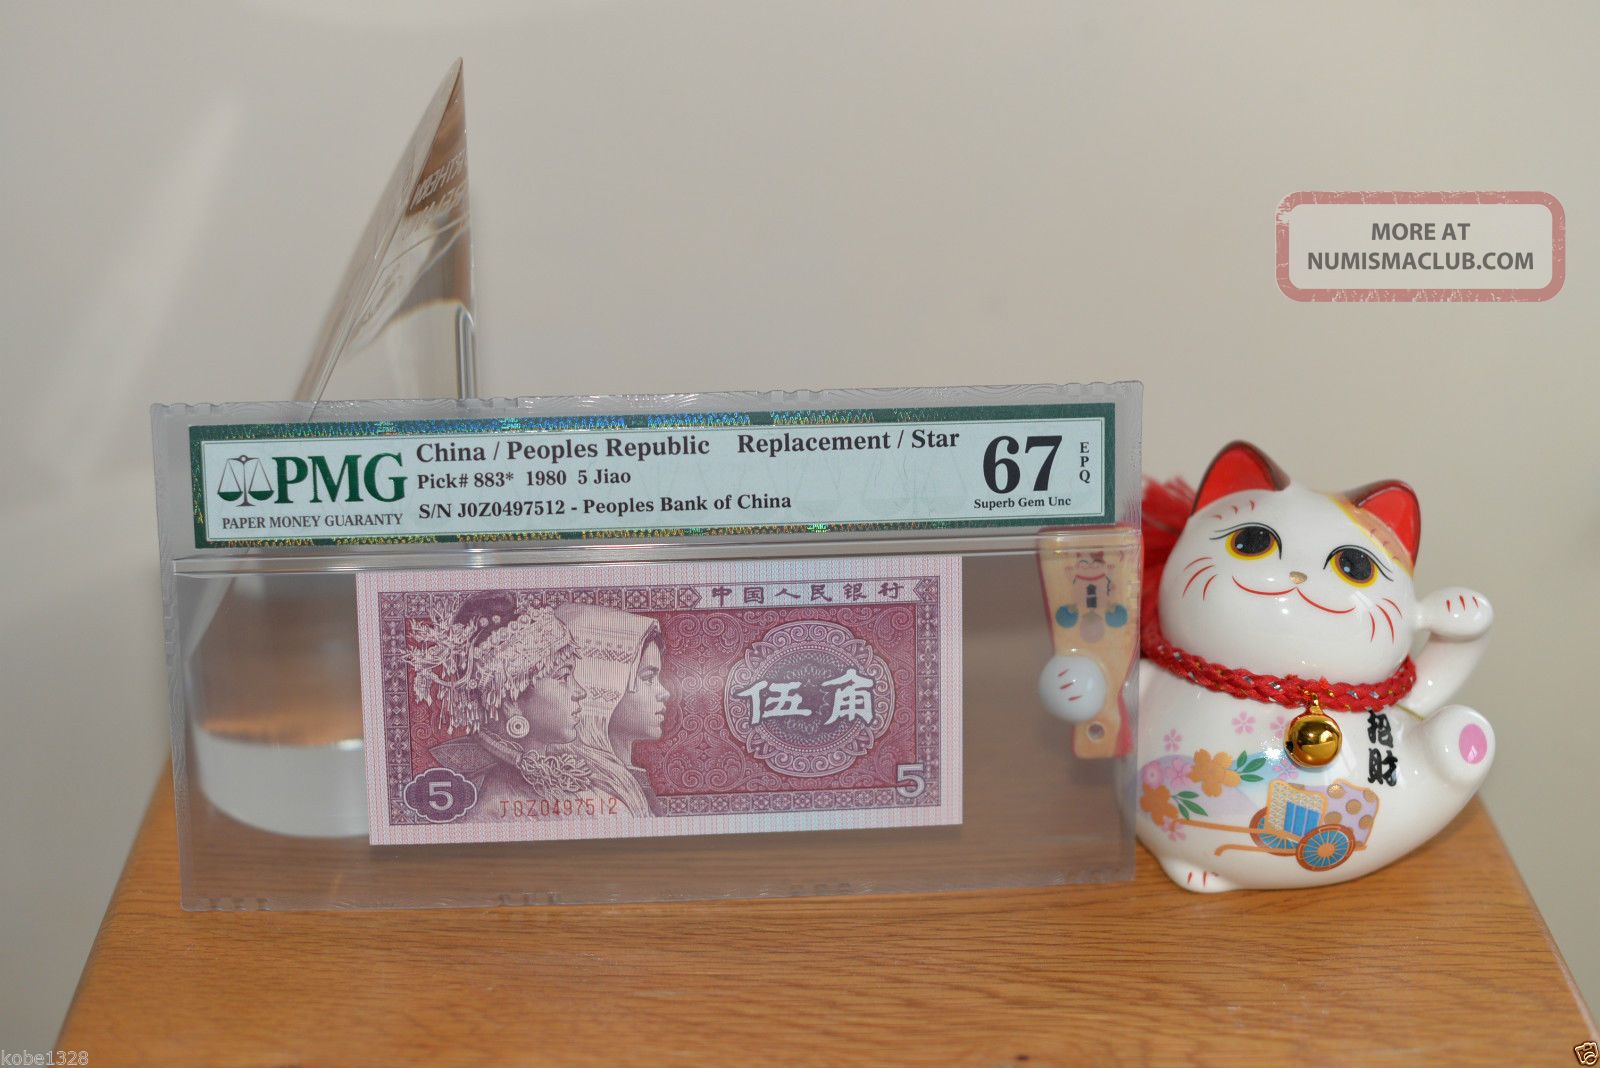 MORE AT
NUMISMACLUB.COM
PMG
PAPER MONEY GUARANTY
China / Peoples Republic Replacement / Star
Pick# 883* 1980 5 Jiao
S/N J0Z0497512 - Peoples Bank of China
67
EPQ
Superb Gem Unc
中国人民银行
伍角
5
J0Z0497512
5
招財
kobe1328